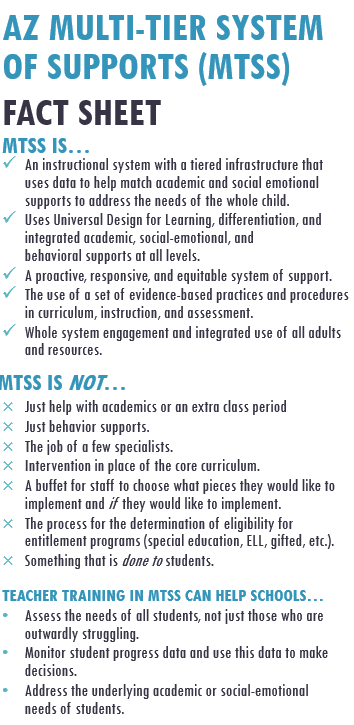 AZ MULTI-TIER SYSTEM
OF SUPPORTS (MTSS)
FACT SHEET
MTSS IS...
✓ An instructional system with a tiered infrastructure that
uses data to help match academic and social emotional
supports to address the needs of the whole child.
✓ Uses Universal Design for Learning, differentiation, and
integrated academic, social-emotional, and
behavioral supports at all levels.
✓ A proactive, responsive, and equitable system of support.
✓ The use of a set of evidence-based practices and procedures
in curriculum, instruction, and assessment.
✓ Whole system engagement and integrated use of all adults
and resources.
MTSS IS NOT...
× Just help with academics or an extra class period
× Just behavior supports.
× The job of a few specialists.
× Intervention in place of the core curriculum.
× A buffet for staff to choose what pieces they would like to
implement and if they would like to implement.
× The process for the determination of eligibility for
entitlement programs (special education, ELL, gifted, etc.).
× Something that is done to students.
TEACHER TRAINING IN MTSS CAN HELP SCHOOLS...
• Assess the needs of all students, not just those who are
outwardly struggling.
• Monitor student progress data and use this data to make
decisions.
• Address the underlying academic or social-emotional
needs of students.